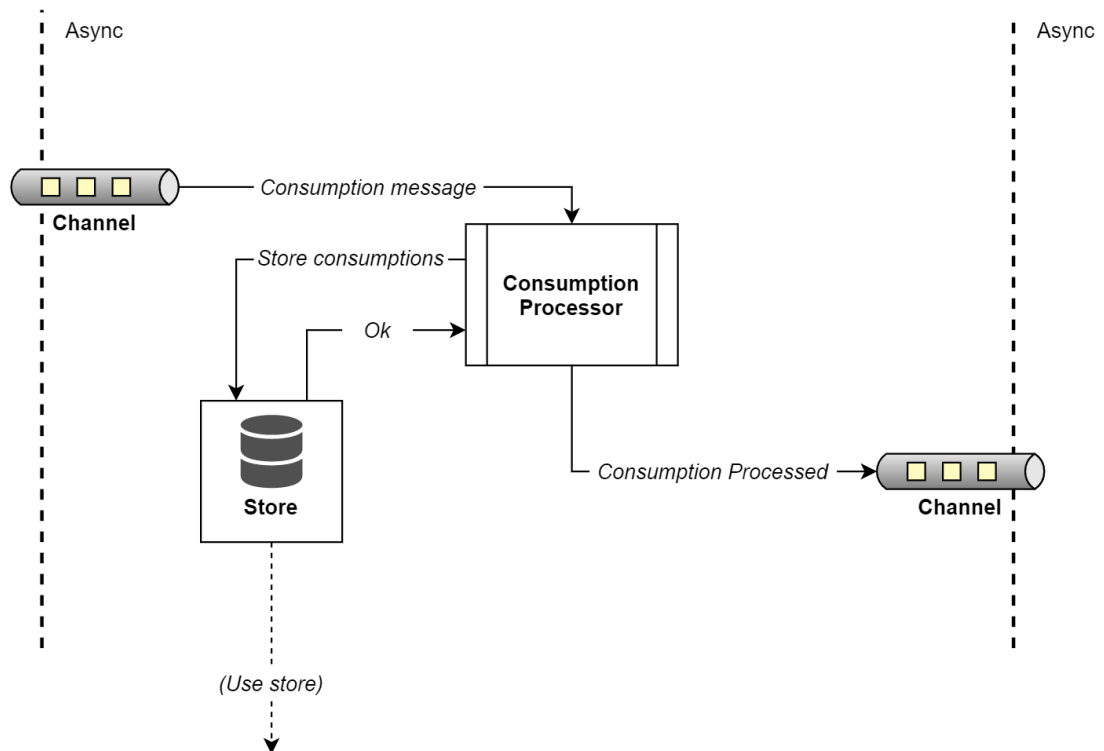 Async
Async
Consumption message
Channel
Store consumptions
Consumption
Processor
Ok
Consumption Processed
Store
Channel
(Use store)